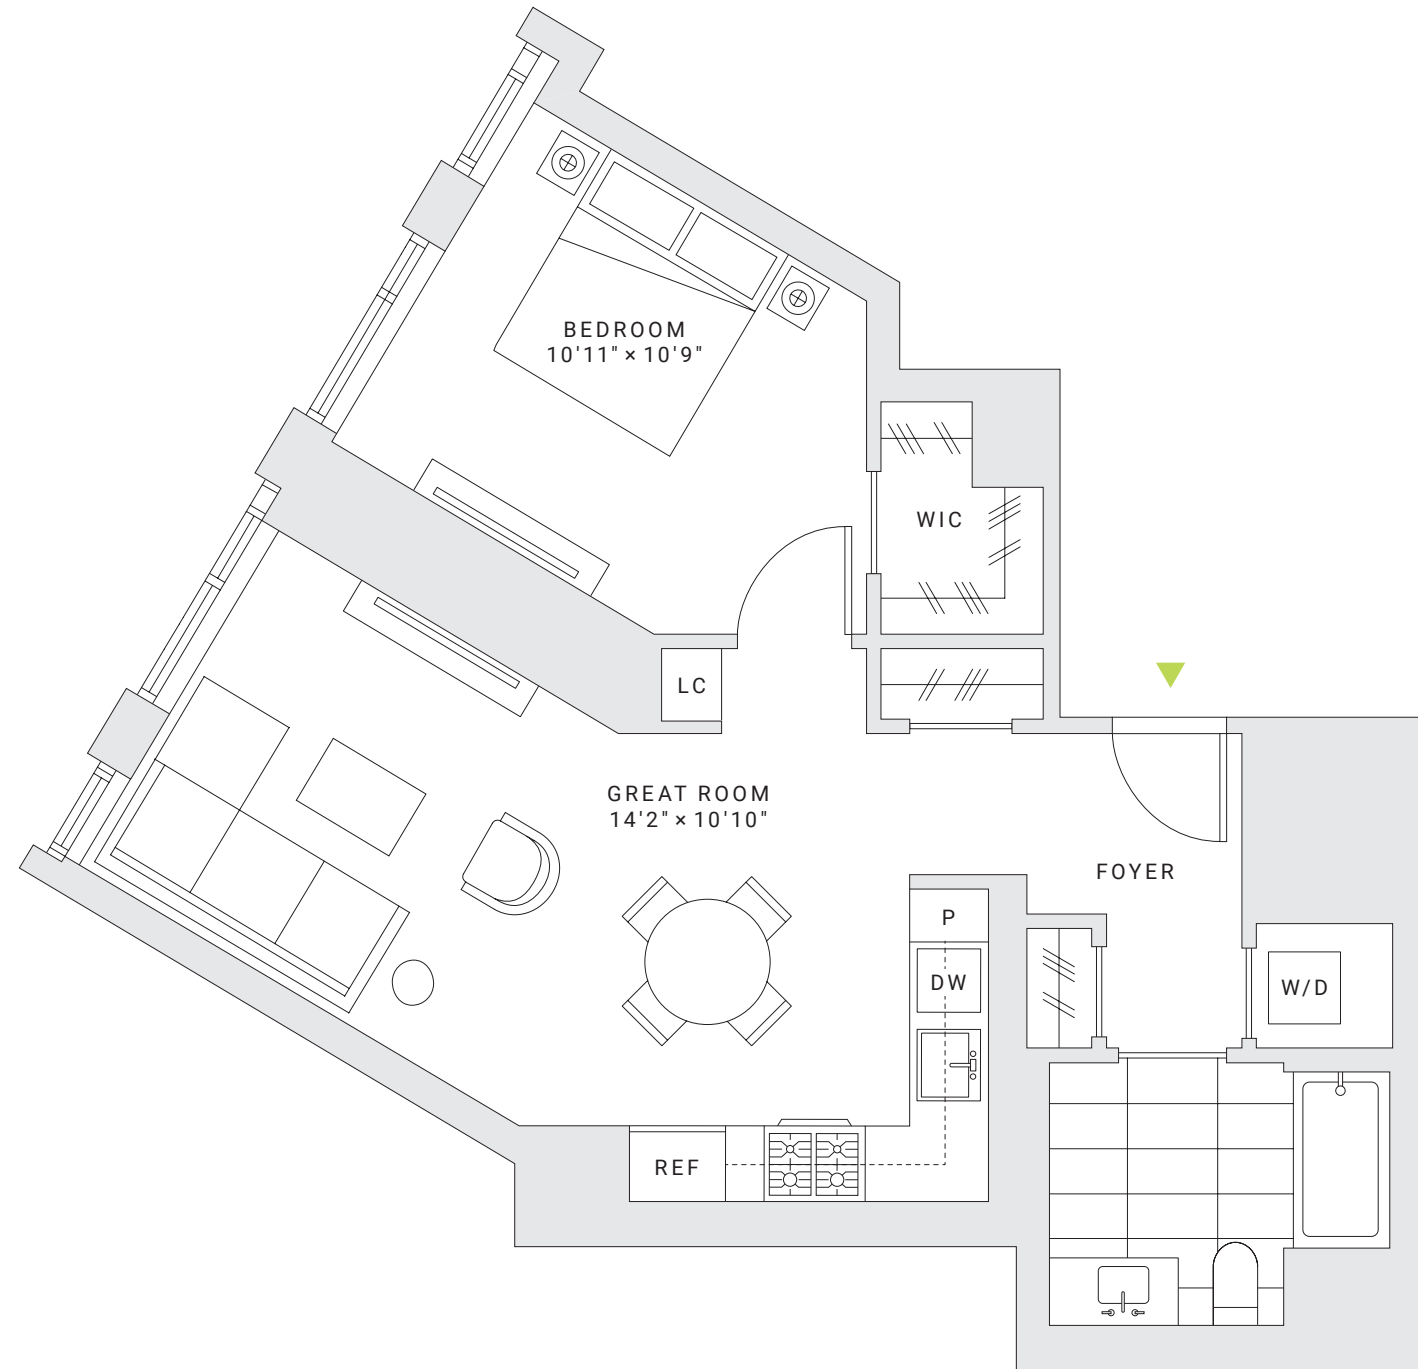 BEDROOM
10'11" × 10'9"
WIC
LC
GREAT ROOM
14'2" × 10'10"
FOYER
P
DW
W/D
REF